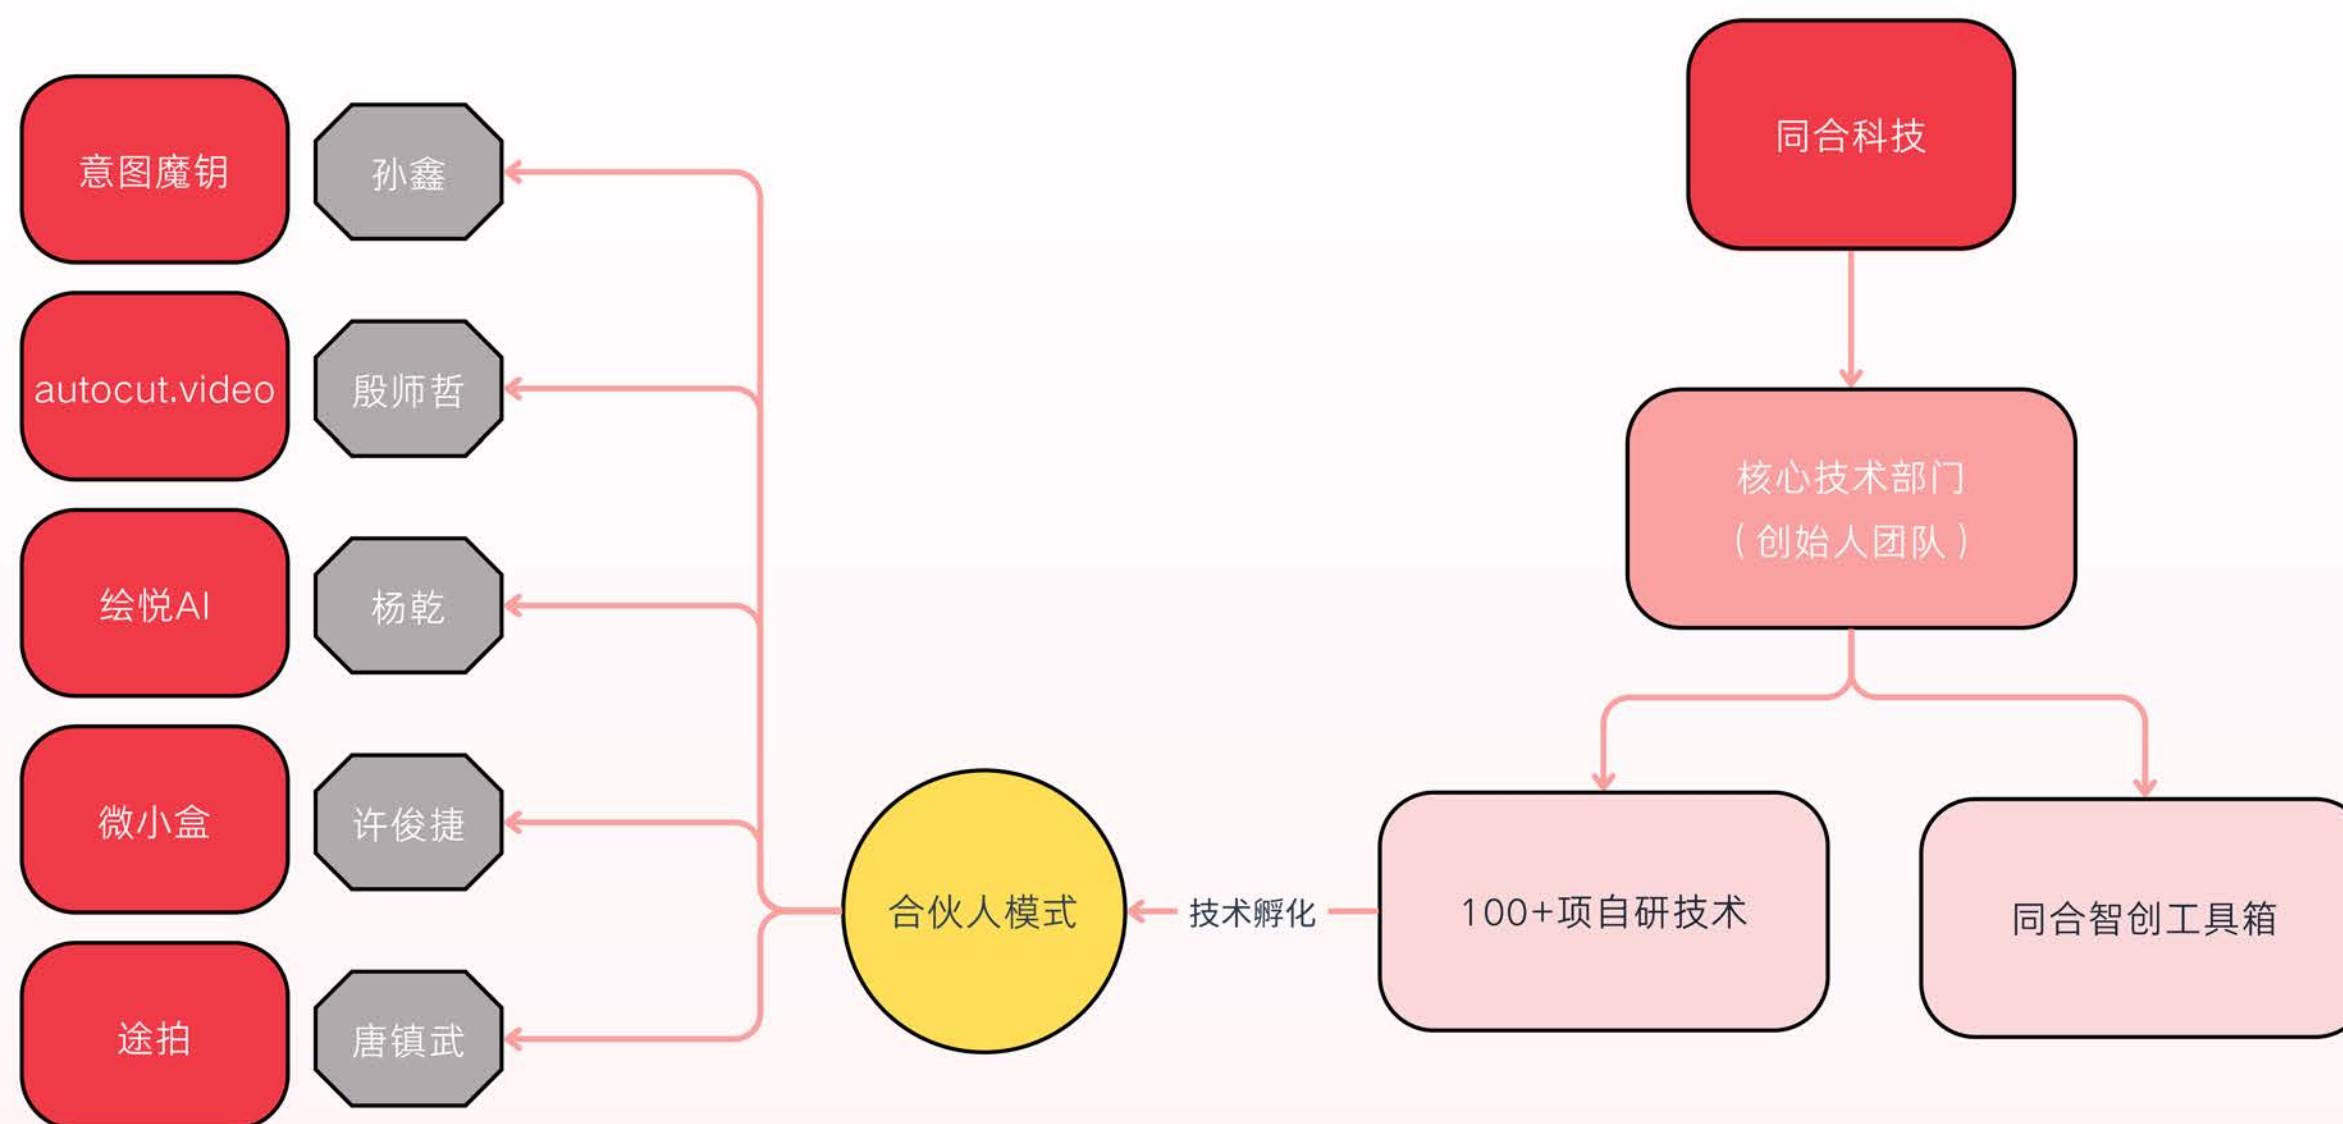 同合科技
意图魔钥
孙鑫
autocut.video
殷师哲
核心技术部门
（创始人团队）
绘悦AI
杨乾
微小盒
许俊捷
合伙人模式
技术孵化
100+项自研技术
同合智创工具箱
途拍
唐镇武